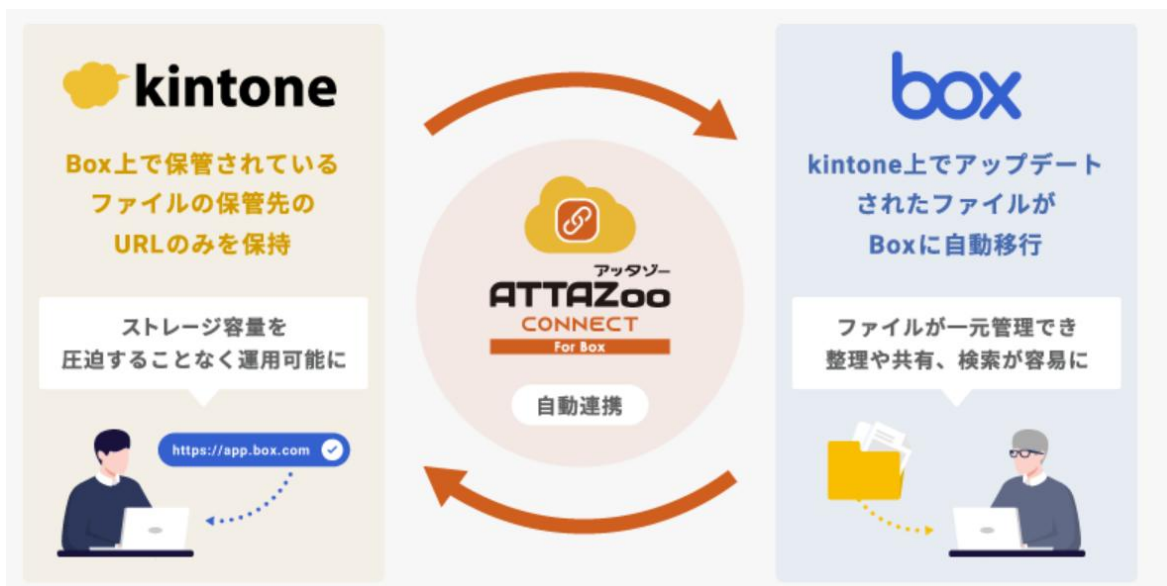 kintone
Box上で保管されている
ファイルの保管先の
URLのみを保持
ストレージ容量を
圧迫することなく運用可能に
https://app.box.com
アッタゾー
ATTAZoo
CONNECT
For Box
自動連携
box
kintone上でアップデート
されたファイルが
Boxに自動移行
ファイルが一元管理でき
整理や共有、検索が容易に